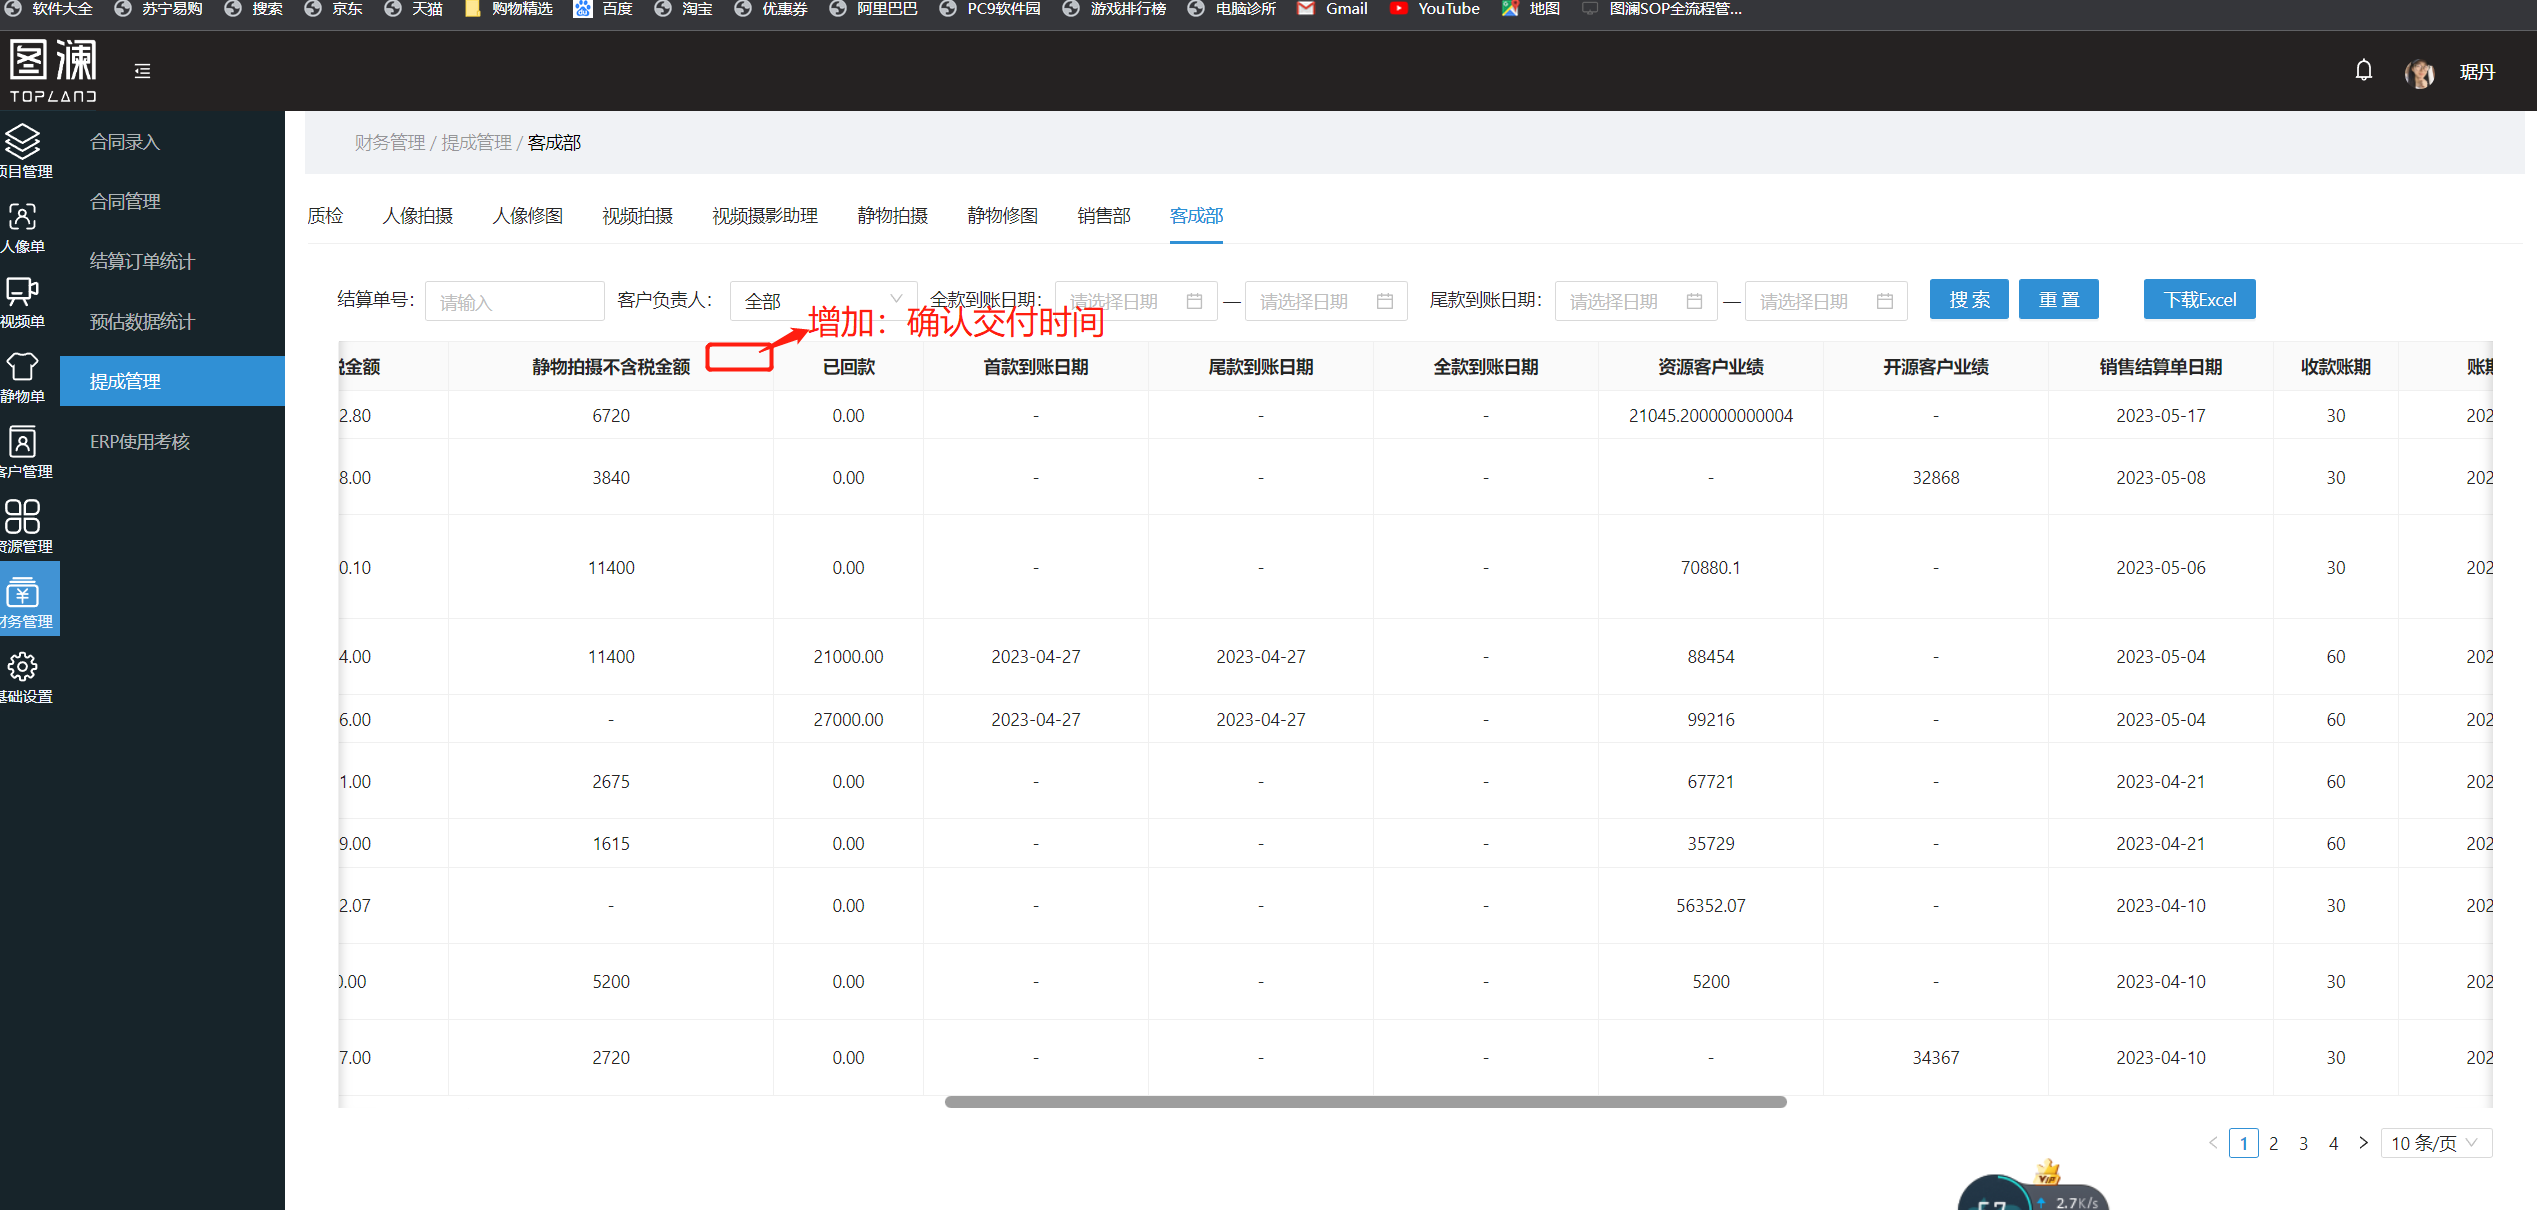 软件大全 苏宁易购 搜索 京东 天猫 购物精选 百度 淘宝 优惠券 阿里巴巴 PC9软件园 游戏排行榜 电脑诊所 Gmail YouTube 地图 图澜SOP全流程管...
图澜
TOPLAND
琚丹
项目管理
人像单
视频单
静物单
客户管理
资源管理
财务管理
基础设置
合同录入
合同管理
结算订单统计
预估数据统计
提成管理
ERP使用考核
财务管理 / 提成管理 / 客成部
质检 人像拍摄 人像修图 视频拍摄 视频摄影助理 静物拍摄 静物修图 销售部 客成部
结算单号: 请输入 客户负责人: 全部 全款到账日期: 请选择日期 — 请选择日期 尾款到账日期: 请选择日期 — 请选择日期 搜 索 重 置 下载Excel
增加：确认交付时间
税金额 静物拍摄不含税金额 已回款 首款到账日期 尾款到账日期 全款到账日期 资源客户业绩 开源客户业绩 销售结算单日期 收款账期 账期
2.80 6720 0.00 - - - 21045.200000000004 - 2023-05-17 30 202
8.00 3840 0.00 - - - - 32868 2023-05-08 30 202
0.10 11400 0.00 - - - 70880.1 - 2023-05-06 30 202
4.00 11400 21000.00 2023-04-27 2023-04-27 - 88454 - 2023-05-04 60 202
6.00 - 27000.00 2023-04-27 2023-04-27 - 99216 - 2023-05-04 60 202
1.00 2675 0.00 - - - 67721 - 2023-04-21 60 202
9.00 1615 0.00 - - - 35729 - 2023-04-21 60 202
2.07 - 0.00 - - - 56352.07 - 2023-04-10 30 202
0.00 5200 0.00 - - - 5200 - 2023-04-10 30 202
7.00 2720 0.00 - - - - 34367 2023-04-10 30 202
< 1 2 3 4 > 10 条/页
VIP
57 2.7K/s